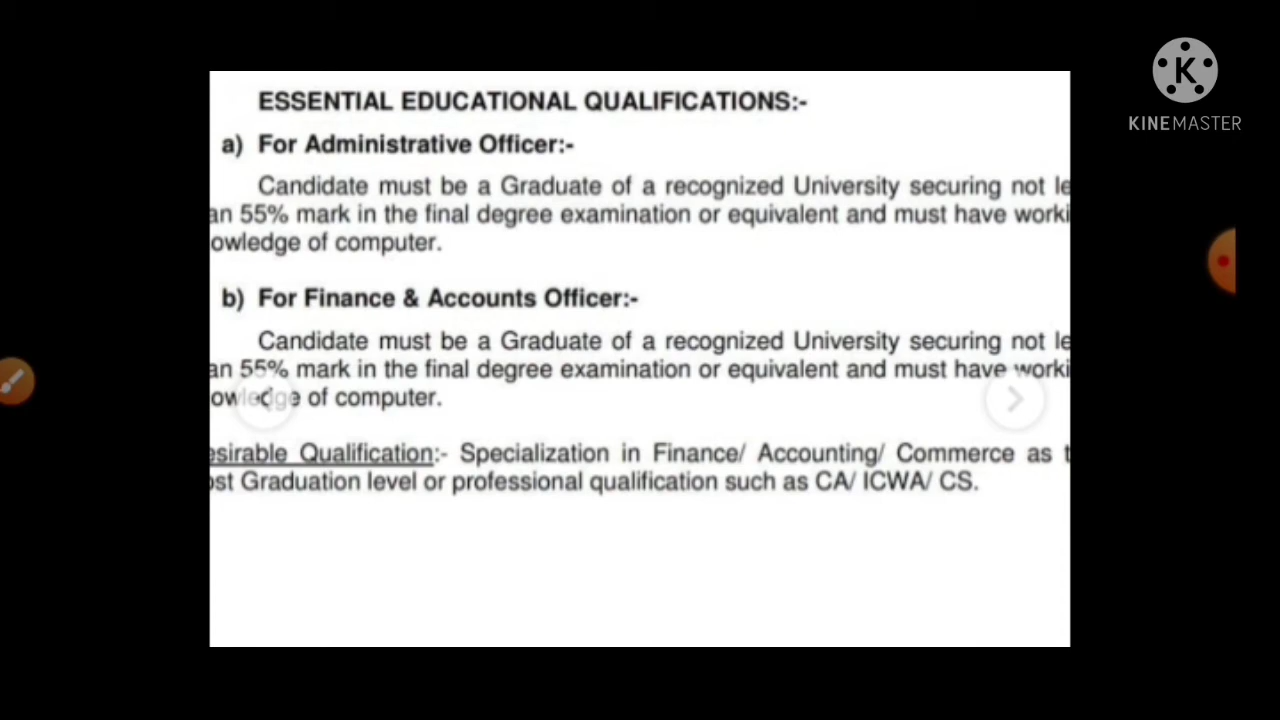 ESSENTIAL EDUCATIONAL QUALIFICATIONS:-
a) For Administrative Officer:-
Candidate must be a Graduate of a recognized University securing not le
an 55% mark in the final degree examination or equivalent and must have worki
owledge of computer.
b) For Finance & Accounts Officer:-
Candidate must be a Graduate of a recognized University securing not le
an 55% mark in the final degree examination or equivalent and must have worki
owledge of computer.
esirable Qualification:- Specialization in Finance/ Accounting/ Commerce as t
ost Graduation level or professional qualification such as CA/ ICWA/ CS.
K
KINEMASTER